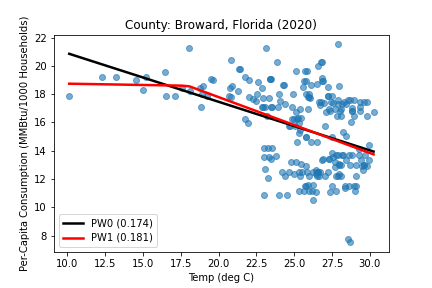 County: Broward, Florida (2020)
Per-Capita Consumption (MMBtu/1000 Households)
22
20
18
16
14
12
10
8
PW0 (0.174)
PW1 (0.181)
10.0 12.5 15.0 17.5 20.0 22.5 25.0 27.5 30.0
Temp (deg C)